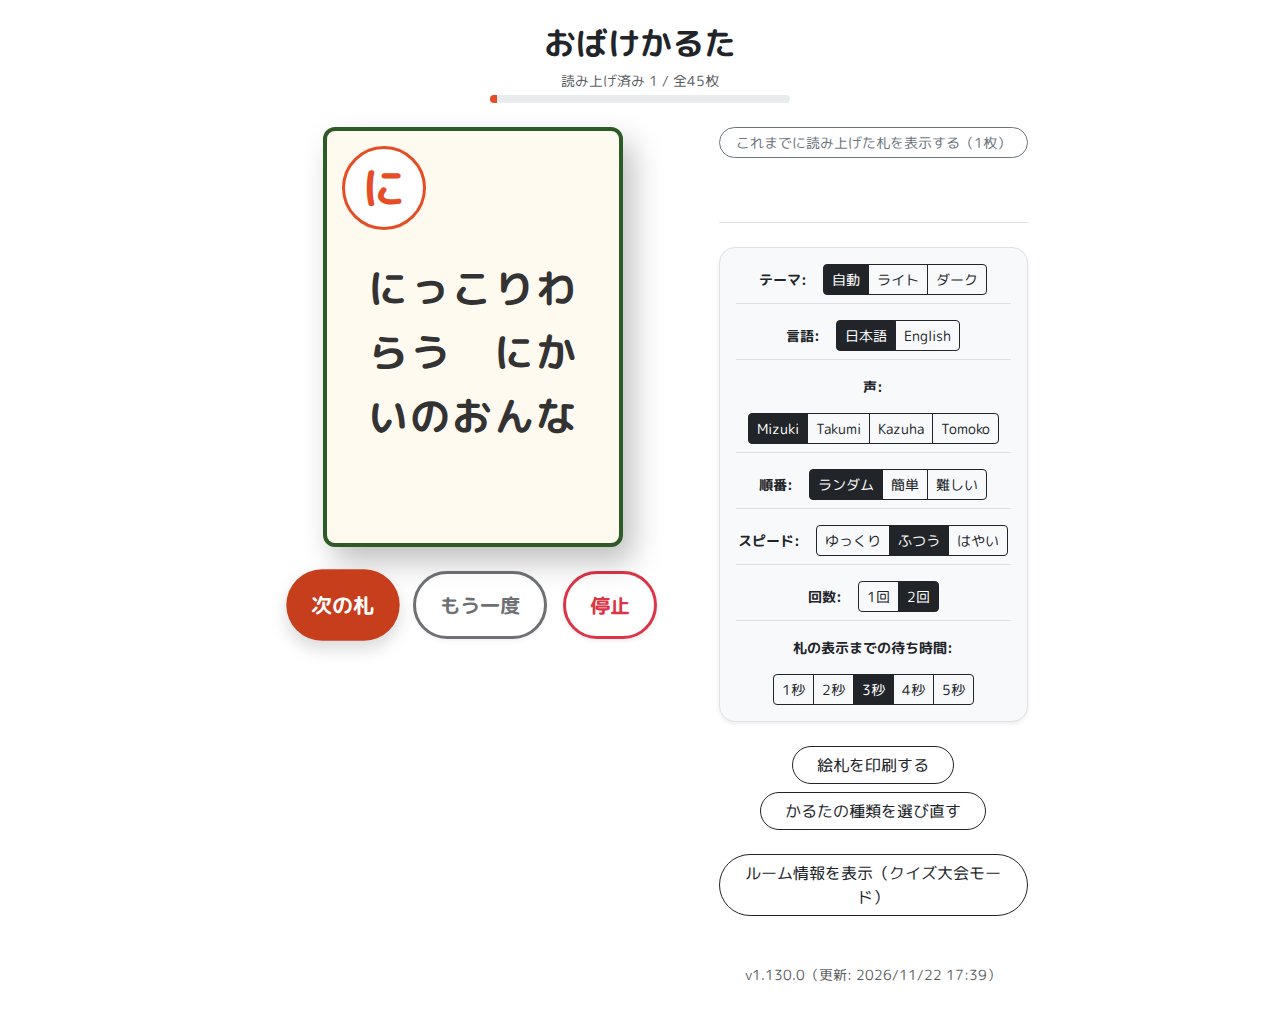 おばけかるた
読み上げ済み 1 / 全45枚
に
にっこりわ
らう　にか
いのおんな
次の札
もう一度
停止
これまでに読み上げた札を表示する（1枚）
テーマ: 自動 ライト ダーク
言語: 日本語 English
声:
Mizuki Takumi Kazuha Tomoko
順番: ランダム 簡単 難しい
スピード: ゆっくり ふつう はやい
回数: 1回 2回
札の表示までの待ち時間:
1秒 2秒 3秒 4秒 5秒
絵札を印刷する
かるたの種類を選び直す
ルーム情報を表示（クイズ大会モー
ド）
v1.130.0（更新: 2026/11/22 17:39）